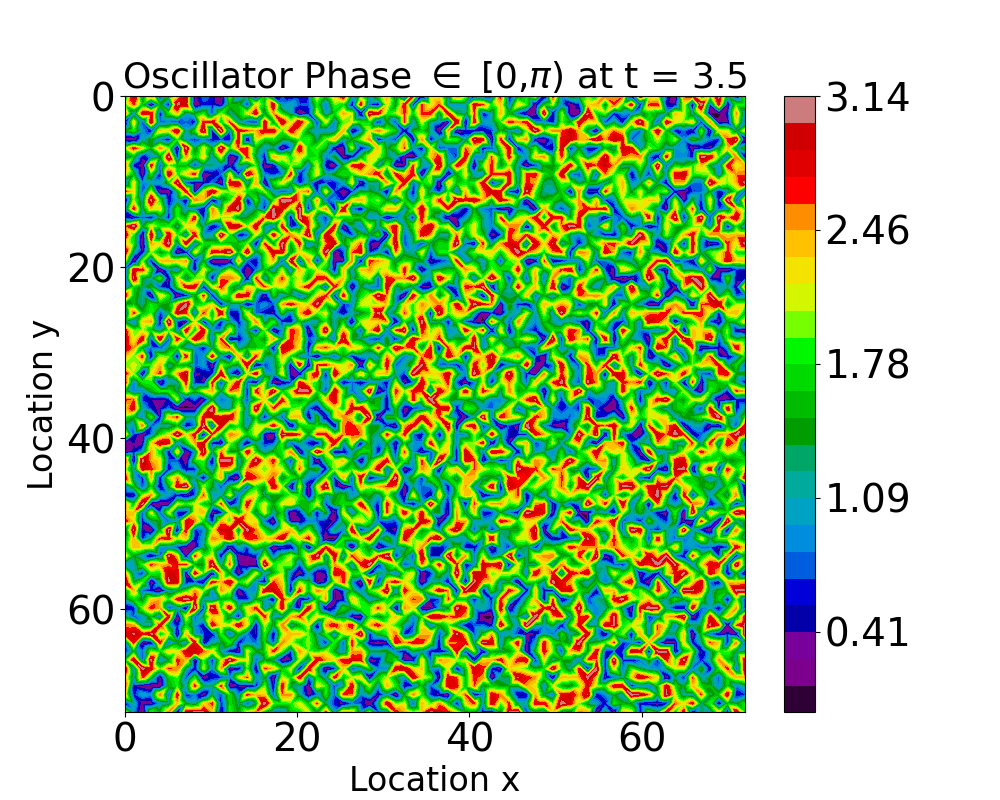 Oscillator Phase ∈ [0,π) at t = 3.5
0
20
40
60
Location y
0 20 40 60
Location x
3.14
2.46
1.78
1.09
0.41